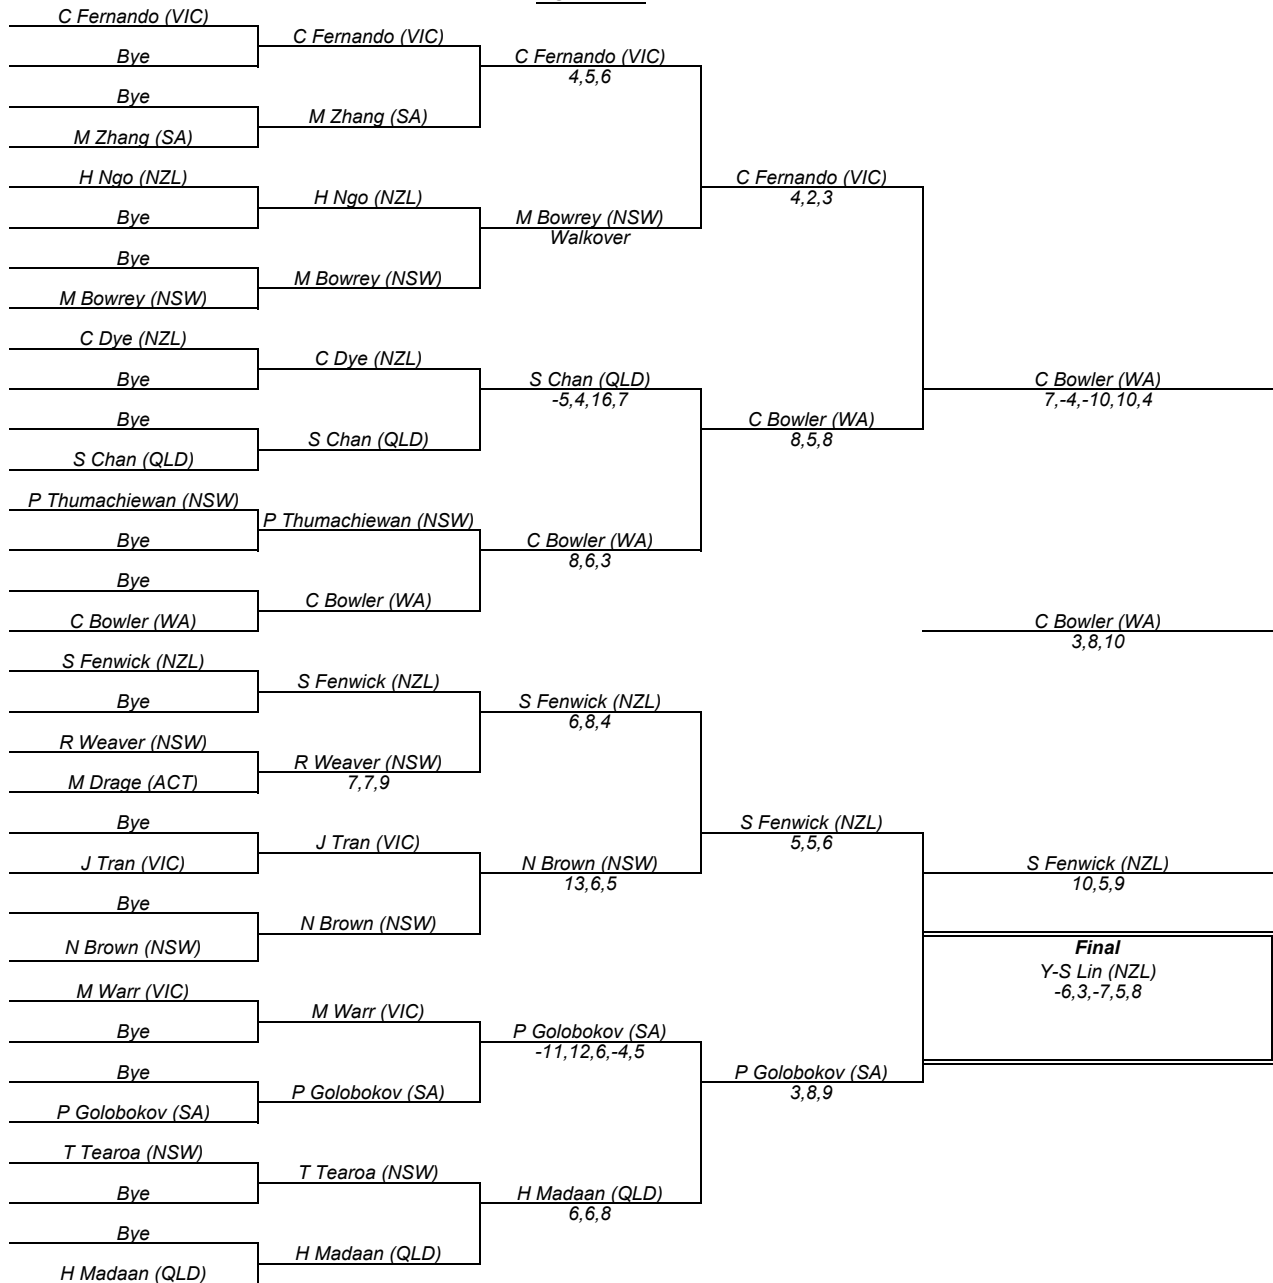 C Fernando (VIC)
Bye
Bye
M Zhang (SA)
H Ngo (NZL)
Bye
Bye
M Bowrey (NSW)
C Dye (NZL)
Bye
Bye
S Chan (QLD)
P Thumachiewan (NSW)
Bye
Bye
C Bowler (WA)
S Fenwick (NZL)
Bye
R Weaver (NSW)
M Drage (ACT)
Bye
J Tran (VIC)
Bye
N Brown (NSW)
M Warr (VIC)
Bye
Bye
P Golobokov (SA)
T Tearoa (NSW)
Bye
Bye
H Madaan (QLD)
C Fernando (VIC)
M Zhang (SA)
H Ngo (NZL)
M Bowrey (NSW)
C Dye (NZL)
S Chan (QLD)
P Thumachiewan (NSW)
C Bowler (WA)
S Fenwick (NZL)
R Weaver (NSW)
7,7,9
J Tran (VIC)
N Brown (NSW)
M Warr (VIC)
P Golobokov (SA)
T Tearoa (NSW)
H Madaan (QLD)
C Fernando (VIC)
4,5,6
M Bowrey (NSW)
Walkover
S Chan (QLD)
-5,4,16,7
C Bowler (WA)
8,6,3
S Fenwick (NZL)
6,8,4
N Brown (NSW)
13,6,5
P Golobokov (SA)
-11,12,6,-4,5
H Madaan (QLD)
6,6,8
C Fernando (VIC)
4,2,3
C Bowler (WA)
8,5,8
S Fenwick (NZL)
5,5,6
P Golobokov (SA)
3,8,9
C Bowler (WA)
7,-4,-10,10,4
C Bowler (WA)
3,8,10
S Fenwick (NZL)
10,5,9
Final
Y-S Lin (NZL)
-6,3,-7,5,8